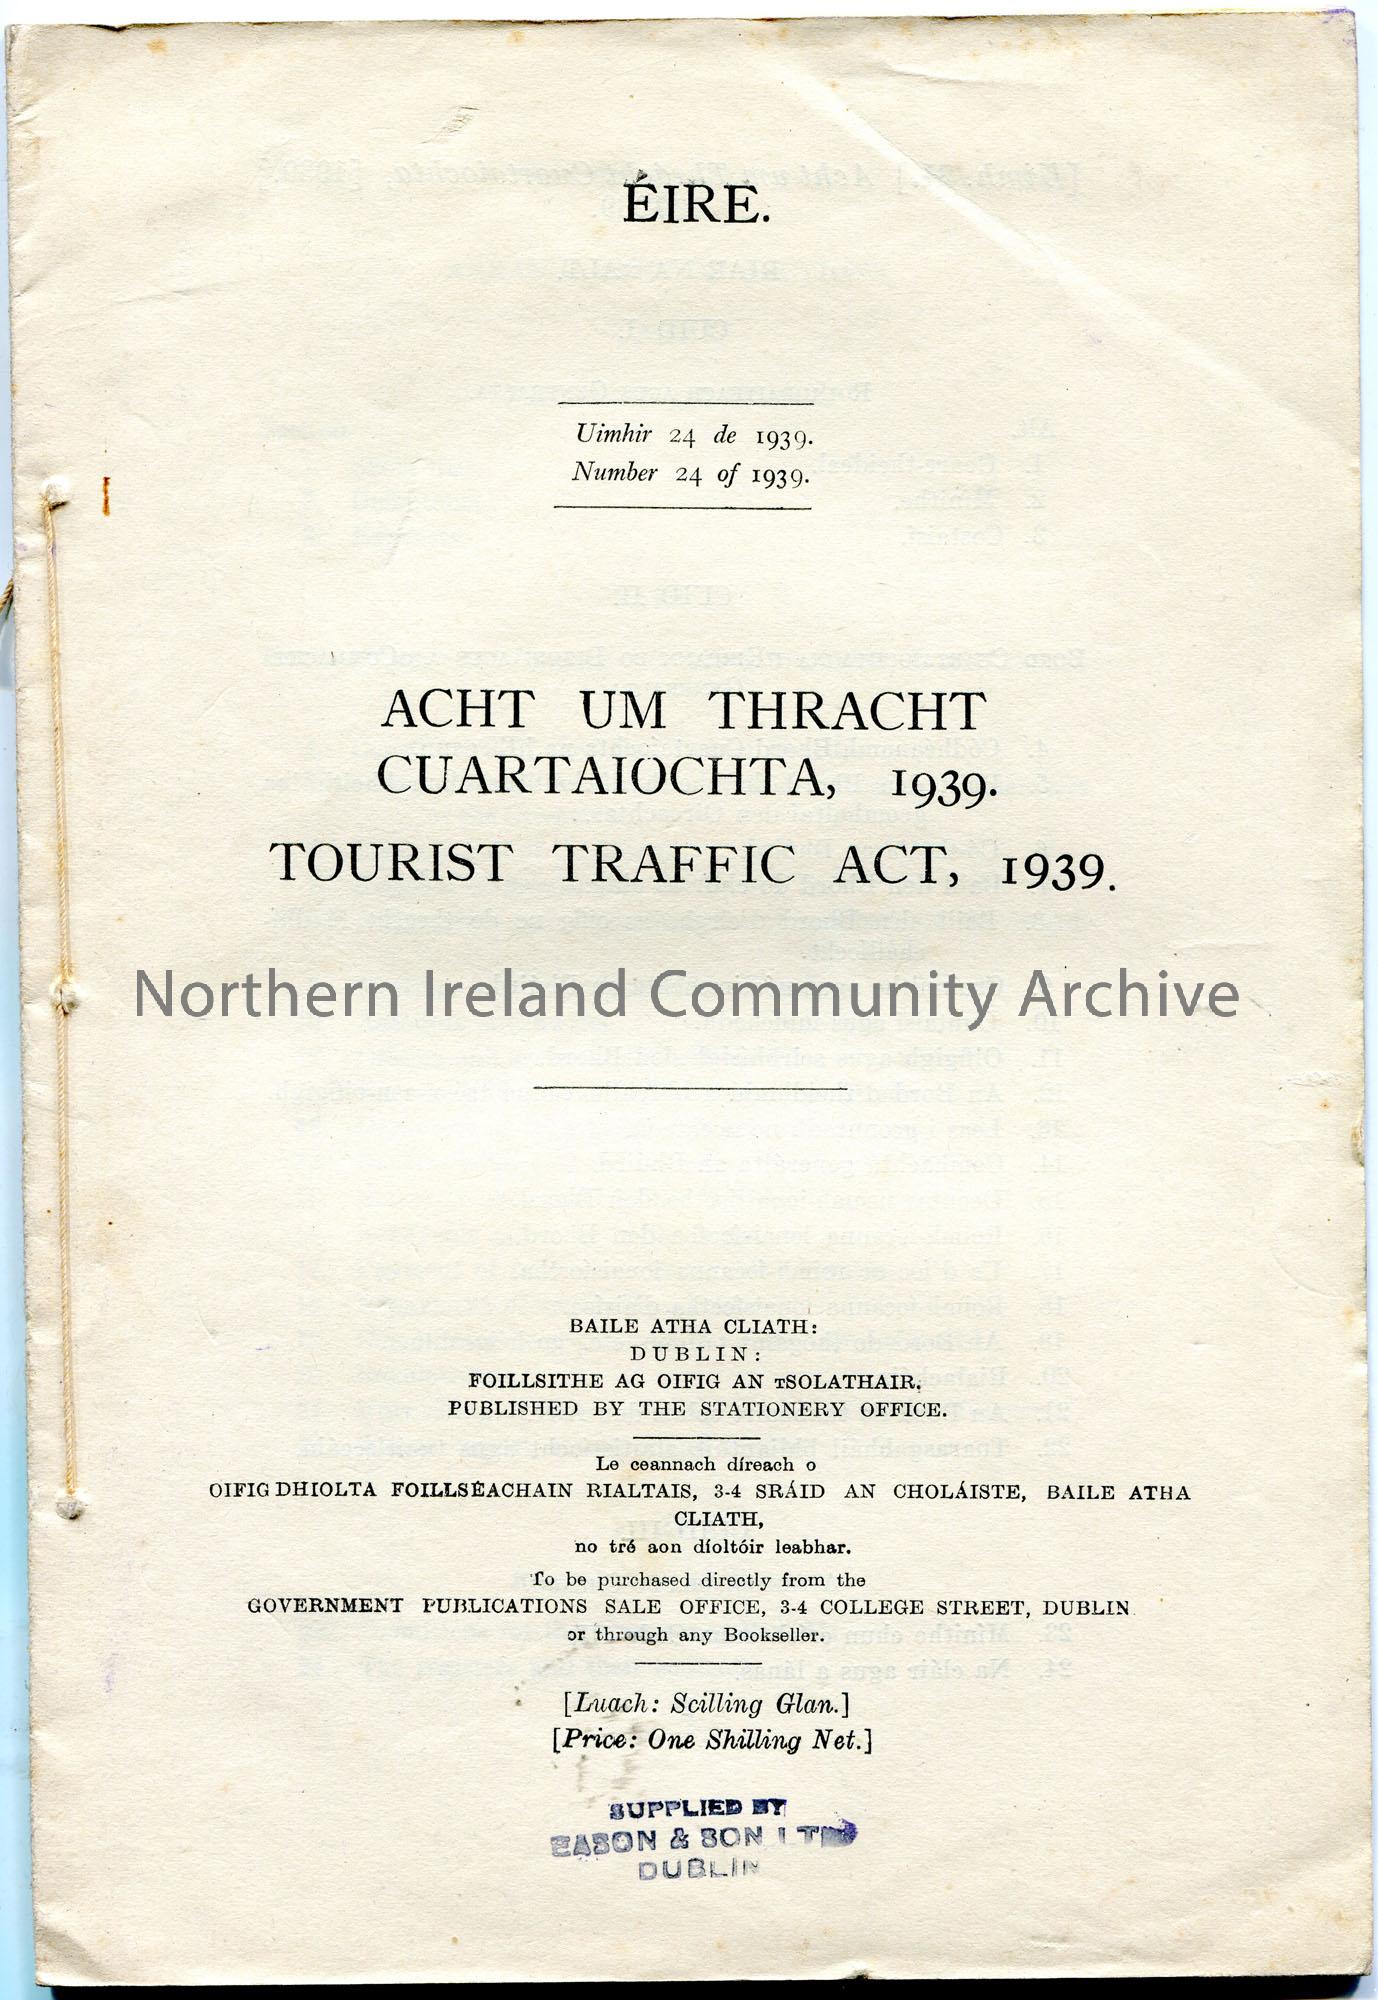 ÉIRE.
Uimhir 24 de 1939.
Number 24 of 1939.
ACHT UM THRACHT
CUARTAIOCHTA, 1939.
TOURIST TRAFFIC ACT, 1939.
Northern Ireland Community Archive
BAILE ATHA CLIATH:
DUBLIN:
FOILLSITHE AG OIFIG AN TSOLATHAIR.
PUBLISHED BY THE STATIONERY OFFICE.
Le ceannach díreach o
OIFIG DHIOLTA FOILLSÉACHAIN RIALTAIS, 3-4 SRÁID AN CHOLÁISTE, BAILE ATHA
CLIATH,
no tré aon díoltóir leabhar.
To be purchased directly from the
GOVERNMENT PUBLICATIONS SALE OFFICE, 3-4 COLLEGE STREET, DUBLIN
or through any Bookseller.
[Luach: Scilling Glan.]
[Price: One Shilling Net.]
SUPPLIED BY
EASON & SON LTD
DUBLIN